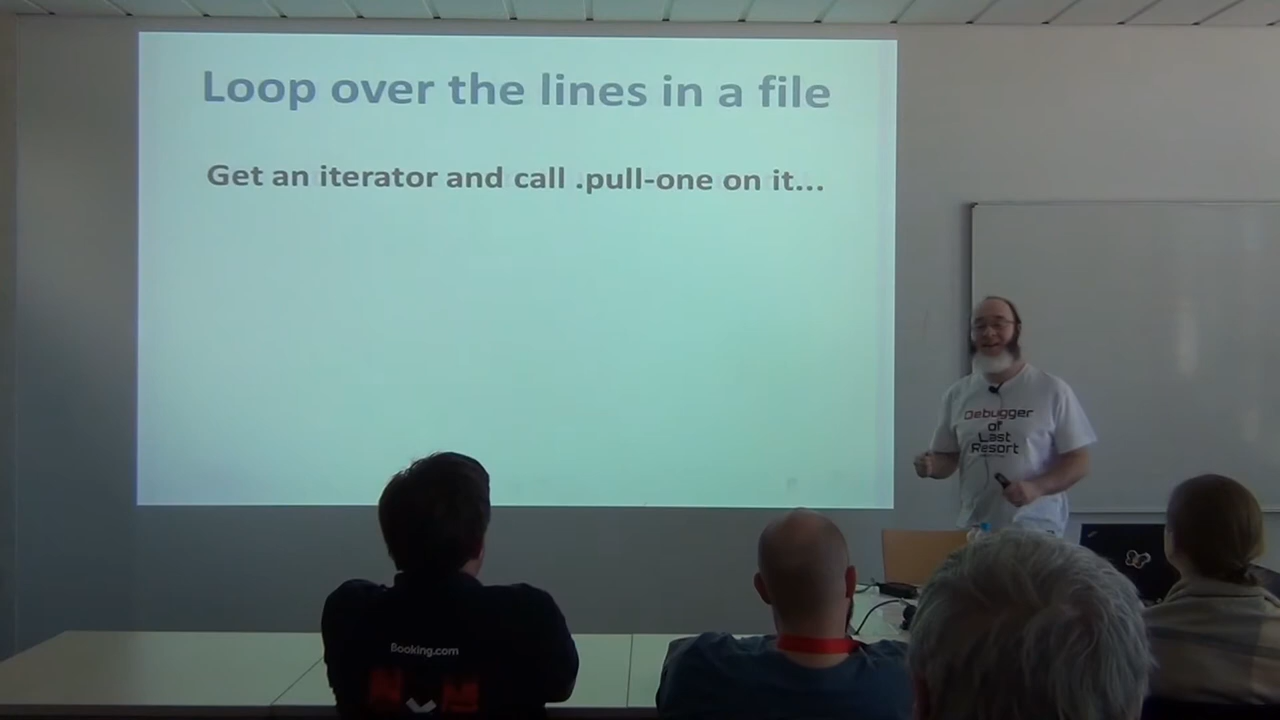 Loop over the lines in a file
Get an iterator and call .pull-one on it...
Debugger
of
Last
Resort
Booking.com